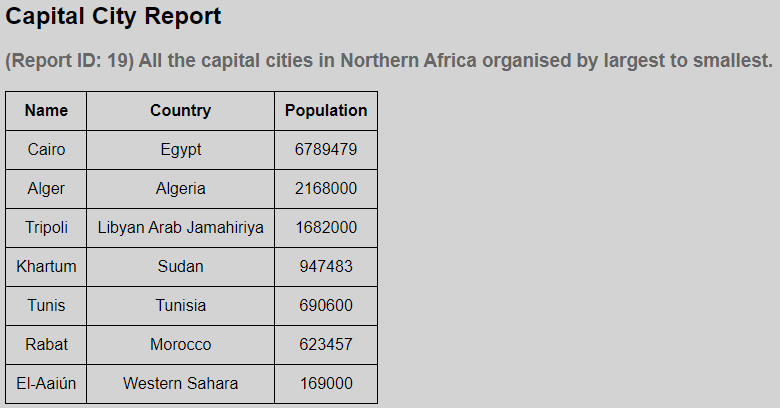 Capital City Report
(Report ID: 19) All the capital cities in Northern Africa organised by largest to smallest.
Name Country Population
Cairo Egypt 6789479
Alger Algeria 2168000
Tripoli Libyan Arab Jamahiriya 1682000
Khartum Sudan 947483
Tunis Tunisia 690600
Rabat Morocco 623457
El-Aaiún Western Sahara 169000